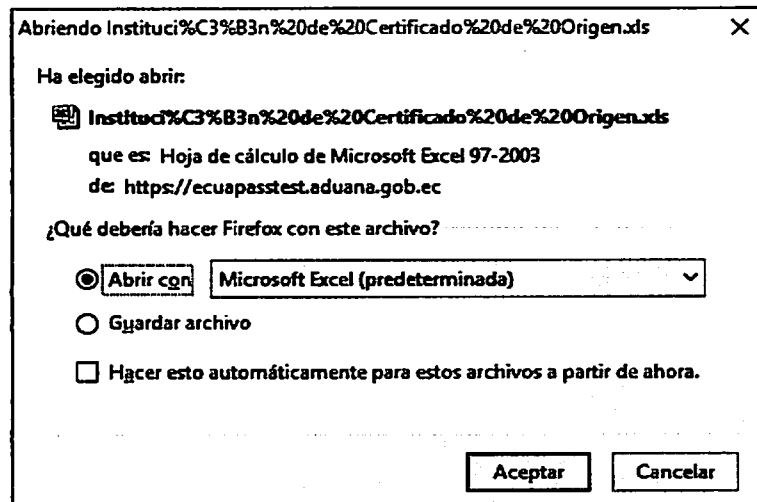 Abriendo Instituci%C3%B3n%20de%20Certificado%20de%20Origen.xls
Ha elegido abrir:
Instituci%C3%B3n%20de%20Certificado%20de%20Origen.xls
que es: Hoja de cálculo de Microsoft Excel 97-2003
de: https://ecuapasstest.aduana.gob.ec
¿Qué debería hacer Firefox con este archivo?
Abrir con Microsoft Excel (predeterminada)
Guardar archivo
Hacer esto automáticamente para estos archivos a partir de ahora.
Aceptar Cancelar